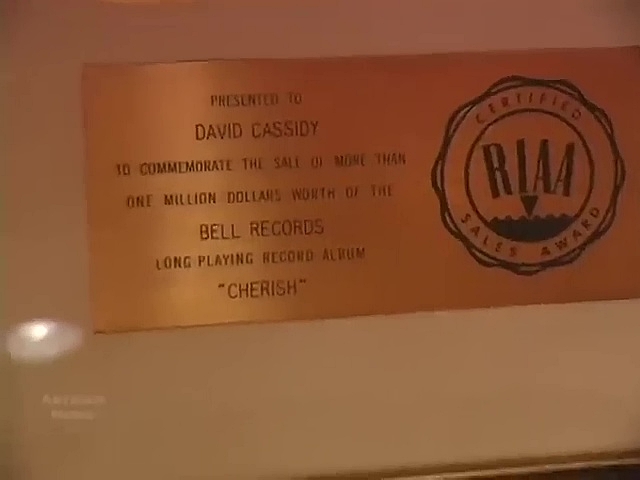 PRESENTED TO
DAVID CASSIDY
TO COMMEMORATE THE SALE OF MORE THAN
ONE MILLION DOLLARS WORTH OF THE
BELL RECORDS
LONG PLAYING RECORD ALBUM
"CHERISH"
CERTIFIED
RIAA
SALES AWARD